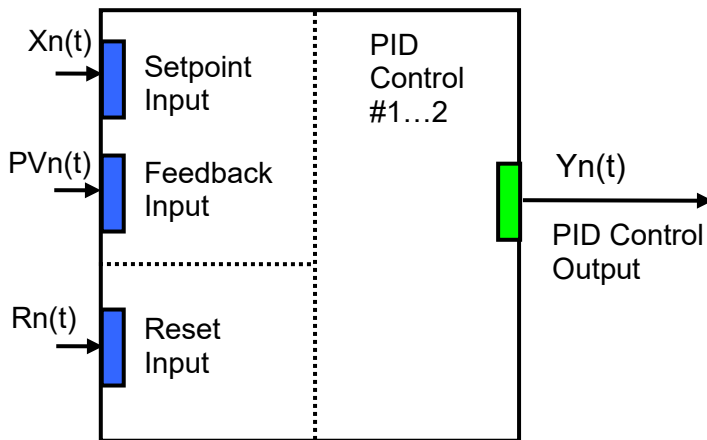 Xn(t)
Setpoint
Input
PID
Control
#1…2
PVn(t)
Feedback
Input
Yn(t)
PID Control
Output
Rn(t)
Reset
Input